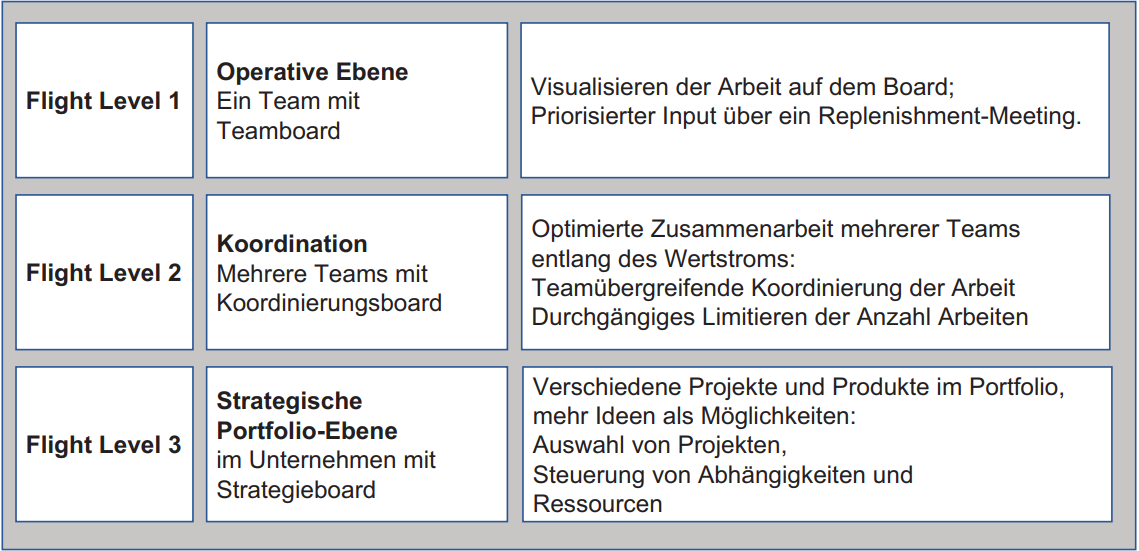 Flight Level 1
Operative Ebene
Ein Team mit
Teamboard
Visualisieren der Arbeit auf dem Board;
Priorisierter Input über ein Replenishment-Meeting.
Flight Level 2
Koordination
Mehrere Teams mit
Koordinierungsboard
Optimierte Zusammenarbeit mehrerer Teams
entlang des Wertstroms:
Teamübergreifende Koordinierung der Arbeit
Durchgängiges Limitieren der Anzahl Arbeiten
Flight Level 3
Strategische
Portfolio-Ebene
im Unternehmen mit
Strategieboard
Verschiedene Projekte und Produkte im Portfolio,
mehr Ideen als Möglichkeiten:
Auswahl von Projekten,
Steuerung von Abhängigkeiten und
Ressourcen